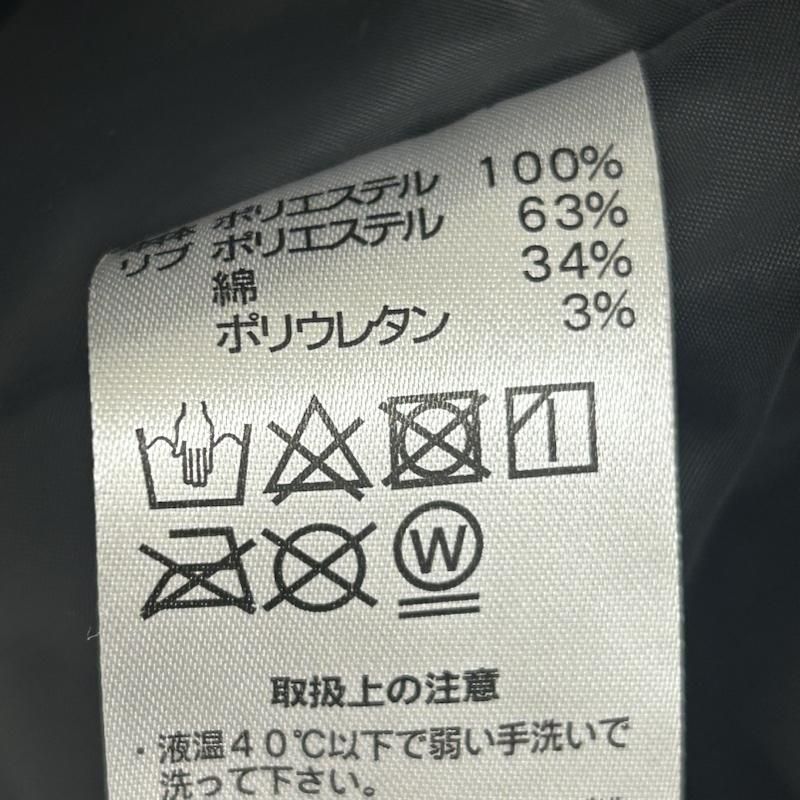 ポリエステル 100%
リブ ポリエステル 63%
綿 34%
ポリウレタン 3%
W
取扱上の注意
・液温40℃以下で弱い手洗いで
洗って下さい。